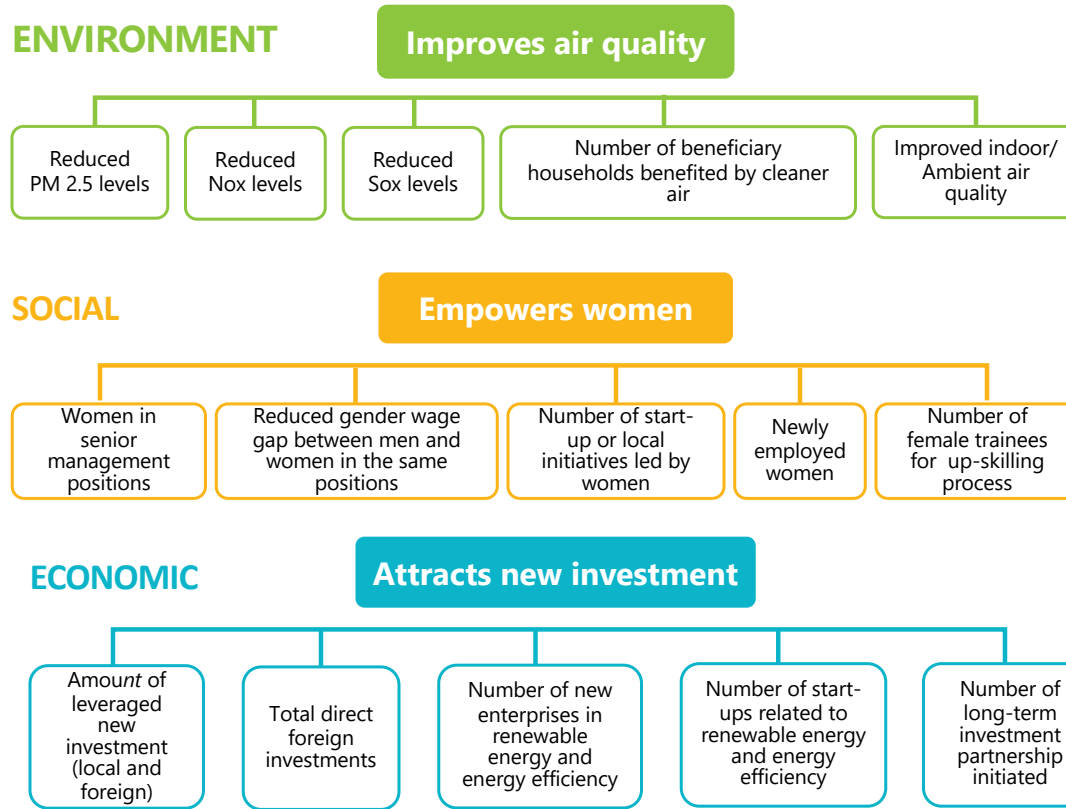 ENVIRONMENT
Improves air quality
Reduced
PM 2.5 levels
Reduced
Nox levels
Reduced
Sox levels
Number of beneficiary
households benefited by cleaner
air
Improved indoor/
Ambient air
quality
SOCIAL
Empowers women
Women in
senior
management
positions
Reduced gender wage
gap between men and
women in the same
positions
Number of start-
up or local
initiatives led by
women
Newly
employed
women
Number of
female trainees
for up-skilling
process
ECONOMIC
Attracts new investment
Amount of
leveraged
new
investment
(local and
foreign)
Total direct
foreign
investments
Number of new
enterprises in
renewable
energy and
energy efficiency
Number of start-
ups related to
renewable energy
and energy
efficiency
Number of
long-term
investment
partnership
initiated